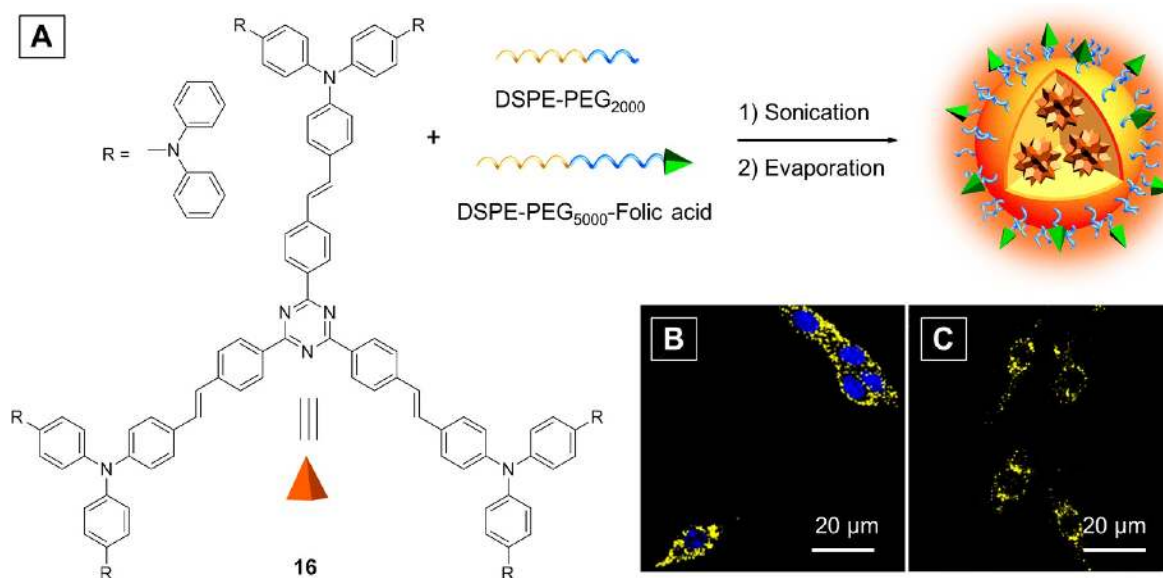 A
R
R
R =
N
N
DSPE-PEG2000
+
1) Sonication
2) Evaporation
DSPE-PEG5000-Folic acid
N
N
N
R
R
N
N
R
R
16
B
20 µm
C
20 µm